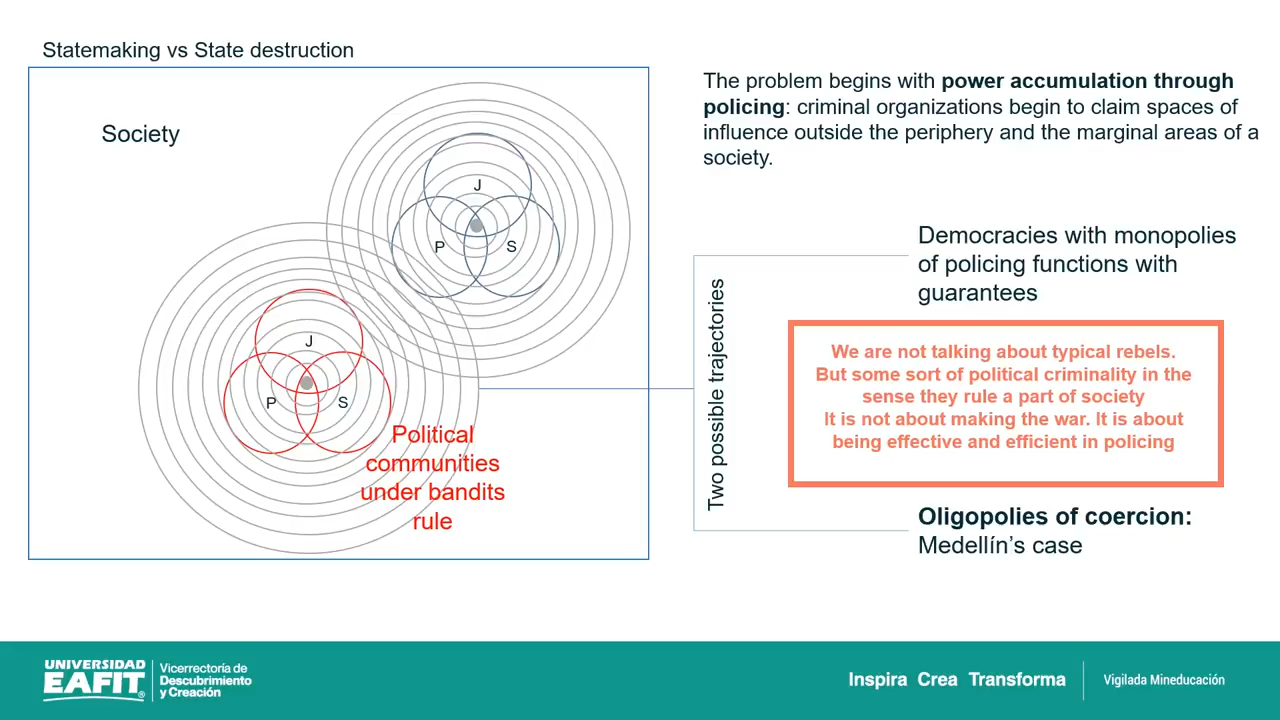 Statemaking vs State destruction
Society
J
P
S
J
P
S
Political
communities
under bandits
rule
The problem begins with power accumulation through
policing: criminal organizations begin to claim spaces of
influence outside the periphery and the marginal areas of a
society.
Two possible trajectories
Democracies with monopolies
of policing functions with
guarantees
We are not talking about typical rebels.
But some sort of political criminality in the
sense they rule a part of society
It is not about making the war. It is about
being effective and efficient in policing
Oligopolies of coercion:
Medellín's case
UNIVERSIDAD
EAFIT®
Vicerrectoría de
Descubrimiento
y Creación
Inspira Crea Transforma
Vigilada Mineducación